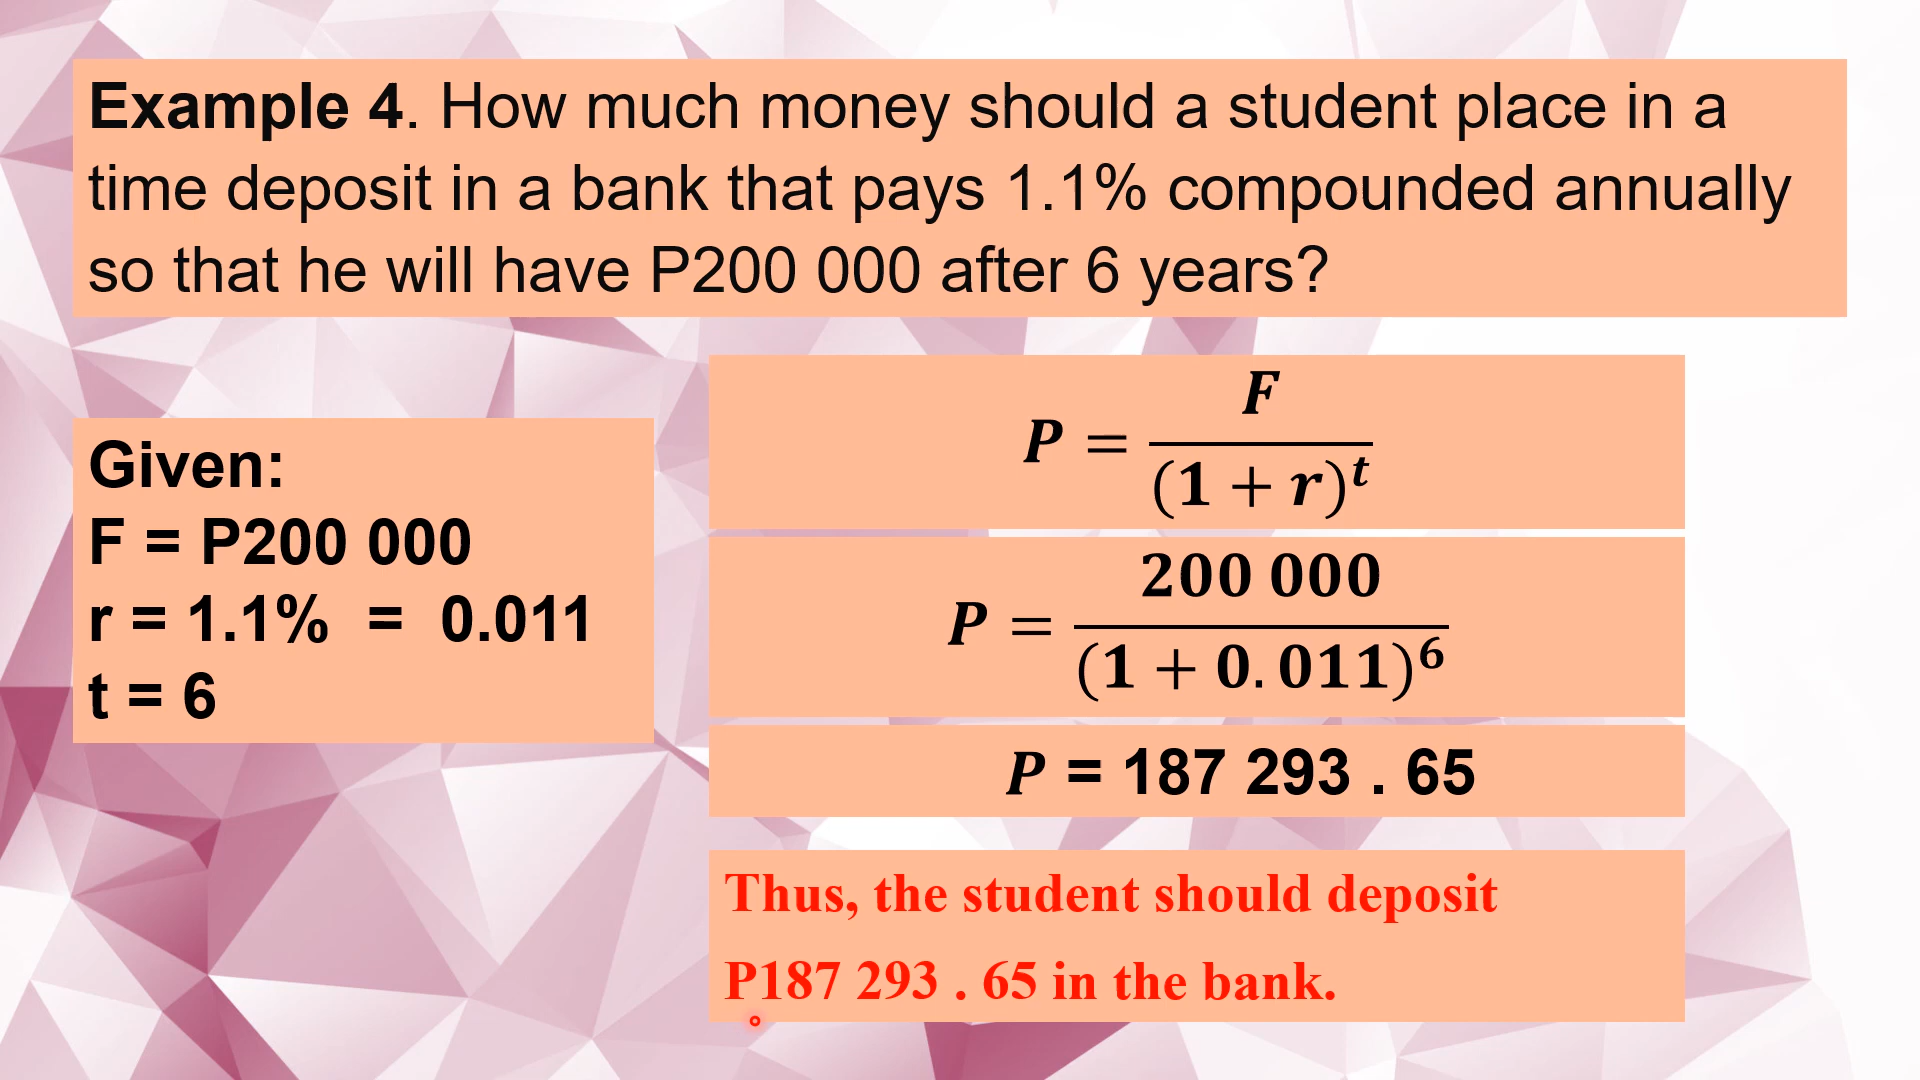 Example 4. How much money should a student place in a
time deposit in a bank that pays 1.1% compounded annually
so that he will have P200 000 after 6 years?
Given:
F = P200 000
r = 1.1% = 0.011
t = 6
P = F / (1 + r)^t
P = 200 000 / (1 + 0.011)^6
P = 187 293 . 65
Thus, the student should deposit
P187 293 . 65 in the bank.